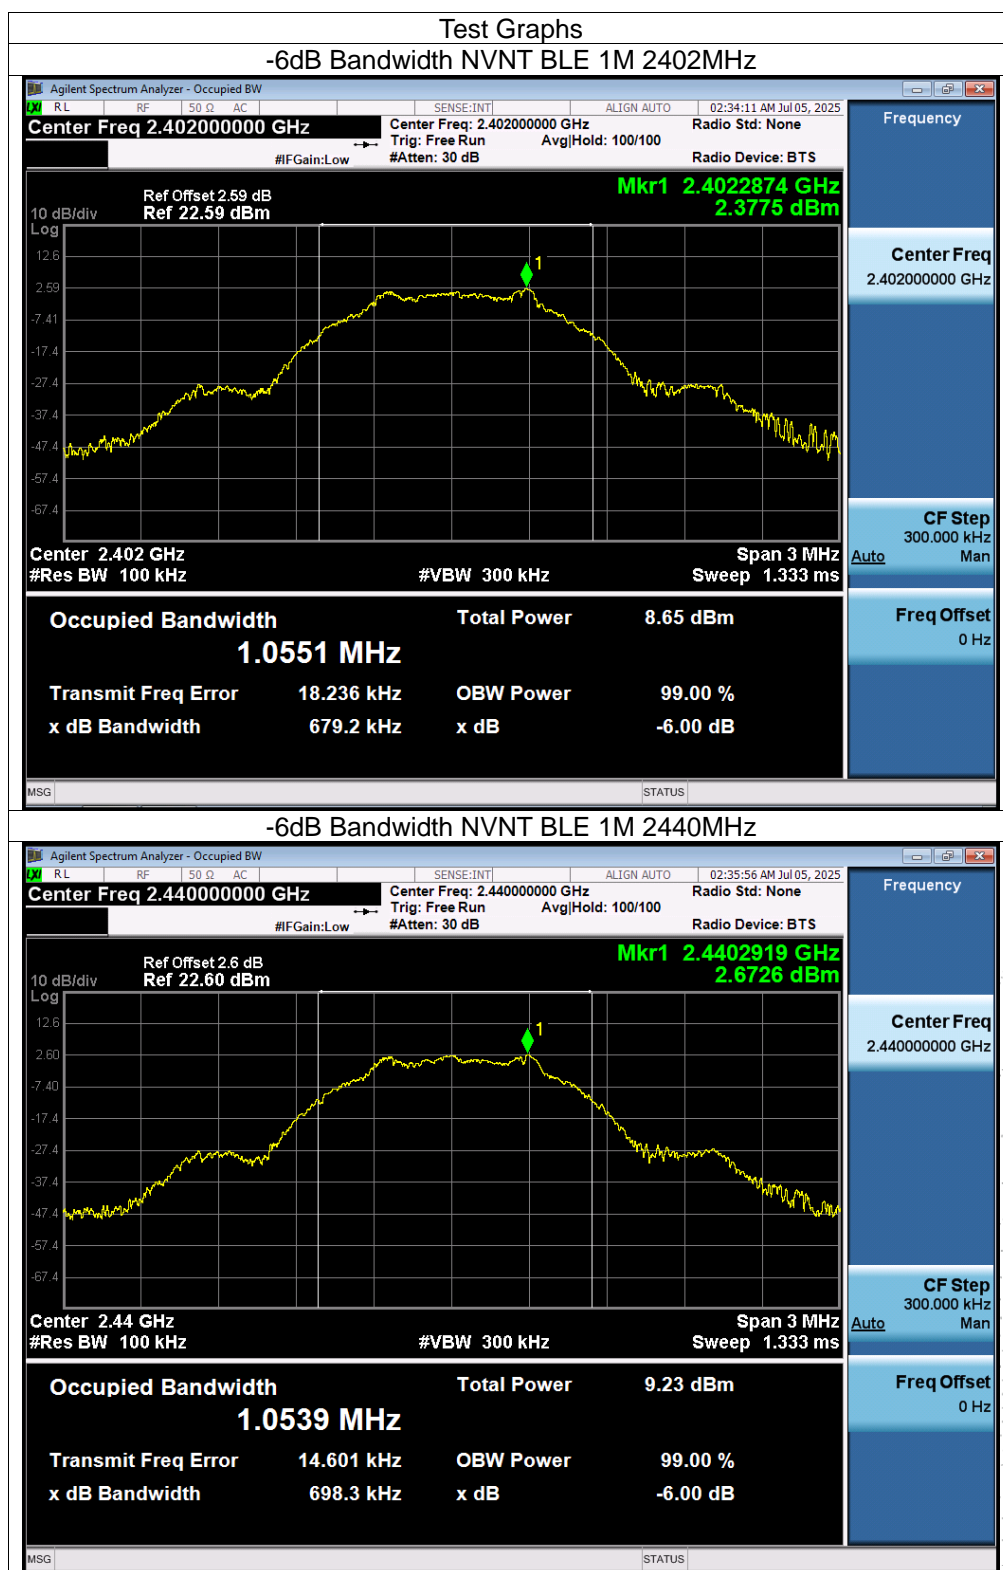 Test Graphs
-6dB Bandwidth NVNT BLE 1M 2402MHz
Agilent Spectrum Analyzer - Occupied BW
LXI RL RF 50 Ω AC SENSE:INT ALIGN AUTO 02:34:11 AM Jul 05, 2025
Center Freq 2.402000000 GHz
Center Freq: 2.402000000 GHz
Radio Std: None
Trig: Free Run Avg|Hold: 100/100
#IFGain:Low #Atten: 30 dB Radio Device: BTS
Frequency
Mkr1 2.4022874 GHz
2.3775 dBm
Ref Offset 2.59 dB
10 dB/div Ref 22.59 dBm
Log
12.6
2.59
-7.41
-17.4
-27.4
-37.4
-47.4
-57.4
-67.4
1
Center Freq
2.402000000 GHz
CF Step
300.000 kHz
Auto Man
Freq Offset
0 Hz
Center 2.402 GHz Span 3 MHz
#Res BW 100 kHz #VBW 300 kHz Sweep 1.333 ms
Occupied Bandwidth Total Power 8.65 dBm
1.0551 MHz
Transmit Freq Error 18.236 kHz OBW Power 99.00 %
x dB Bandwidth 679.2 kHz x dB -6.00 dB
MSG STATUS
-6dB Bandwidth NVNT BLE 1M 2440MHz
Agilent Spectrum Analyzer - Occupied BW
LXI RL RF 50 Ω AC SENSE:INT ALIGN AUTO 02:35:56 AM Jul 05, 2025
Center Freq 2.440000000 GHz
Center Freq: 2.440000000 GHz
Radio Std: None
Trig: Free Run Avg|Hold: 100/100
#IFGain:Low #Atten: 30 dB Radio Device: BTS
Frequency
Mkr1 2.4402919 GHz
2.6726 dBm
Ref Offset 2.6 dB
10 dB/div Ref 22.60 dBm
Log
12.6
2.60
-7.40
-17.4
-27.4
-37.4
-47.4
-57.4
-67.4
1
Center Freq
2.440000000 GHz
CF Step
300.000 kHz
Auto Man
Freq Offset
0 Hz
Center 2.44 GHz Span 3 MHz
#Res BW 100 kHz #VBW 300 kHz Sweep 1.333 ms
Occupied Bandwidth Total Power 9.23 dBm
1.0539 MHz
Transmit Freq Error 14.601 kHz OBW Power 99.00 %
x dB Bandwidth 698.3 kHz x dB -6.00 dB
MSG STATUS